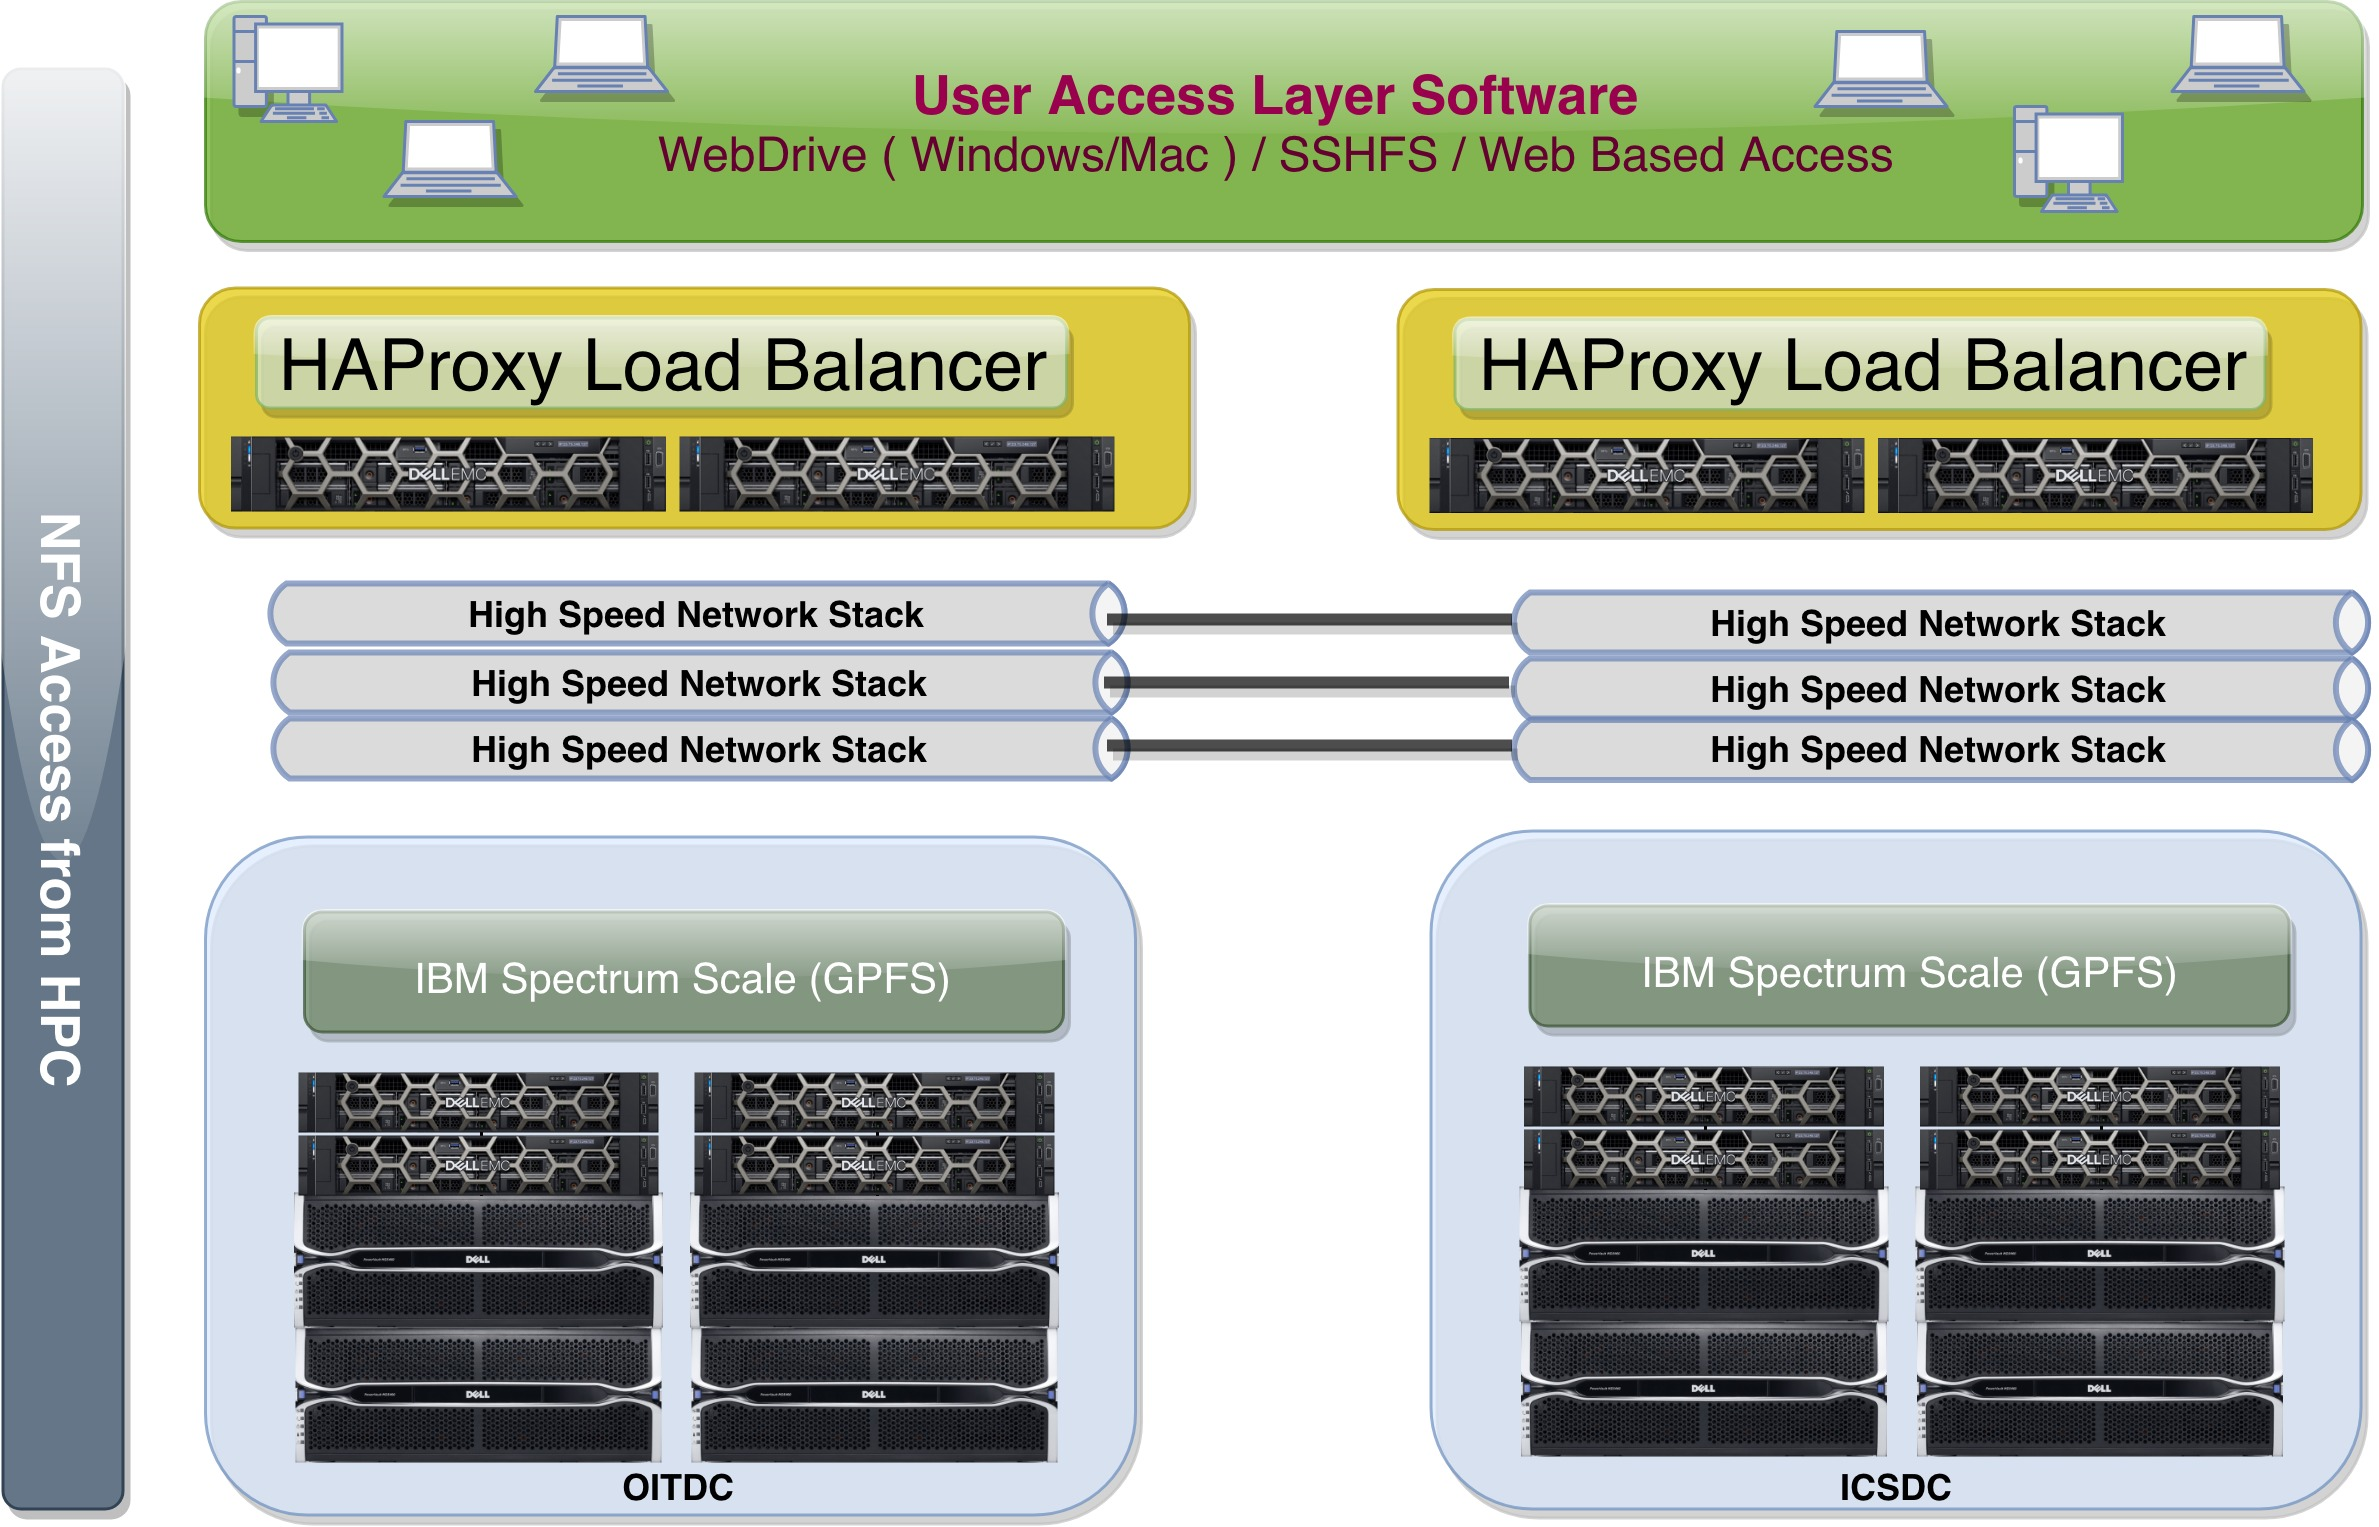 User Access Layer Software
WebDrive ( Windows/Mac ) / SSHFS / Web Based Access
NFS Access from HPC
HAProxy Load Balancer
DELLEMC
DELLEMC
HAProxy Load Balancer
DELLEMC
DELLEMC
High Speed Network Stack
High Speed Network Stack
High Speed Network Stack
High Speed Network Stack
High Speed Network Stack
High Speed Network Stack
IBM Spectrum Scale (GPFS)
DELLEMC
DELLEMC
DELLEMC
DELLEMC
DELL
DELL
DELL
DELL
OITDC
IBM Spectrum Scale (GPFS)
DELLEMC
DELLEMC
DELLEMC
DELLEMC
DELL
DELL
DELL
DELL
ICSDC